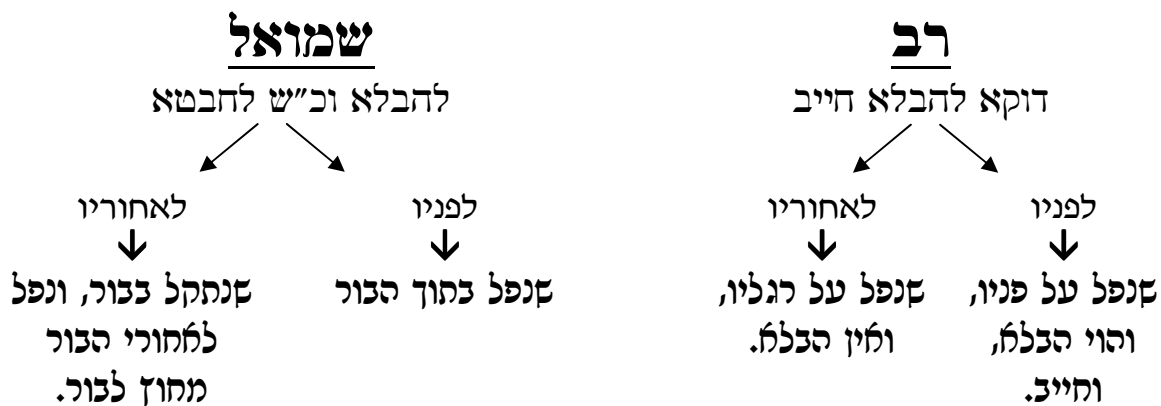 רב
דוקא להבלא חייב
לפניו
שנפל על פניו,
והוי הבלא,
וחייב.
לאחוריו
שנפל על רגליו,
ואין הבלא.
שמואל
להבלא וכ"ש לחבטא
לפניו
שנפל בתוך הבור
לאחוריו
שנתקל בבור, ונפל
לאחורי הבור
מחוץ לבור.